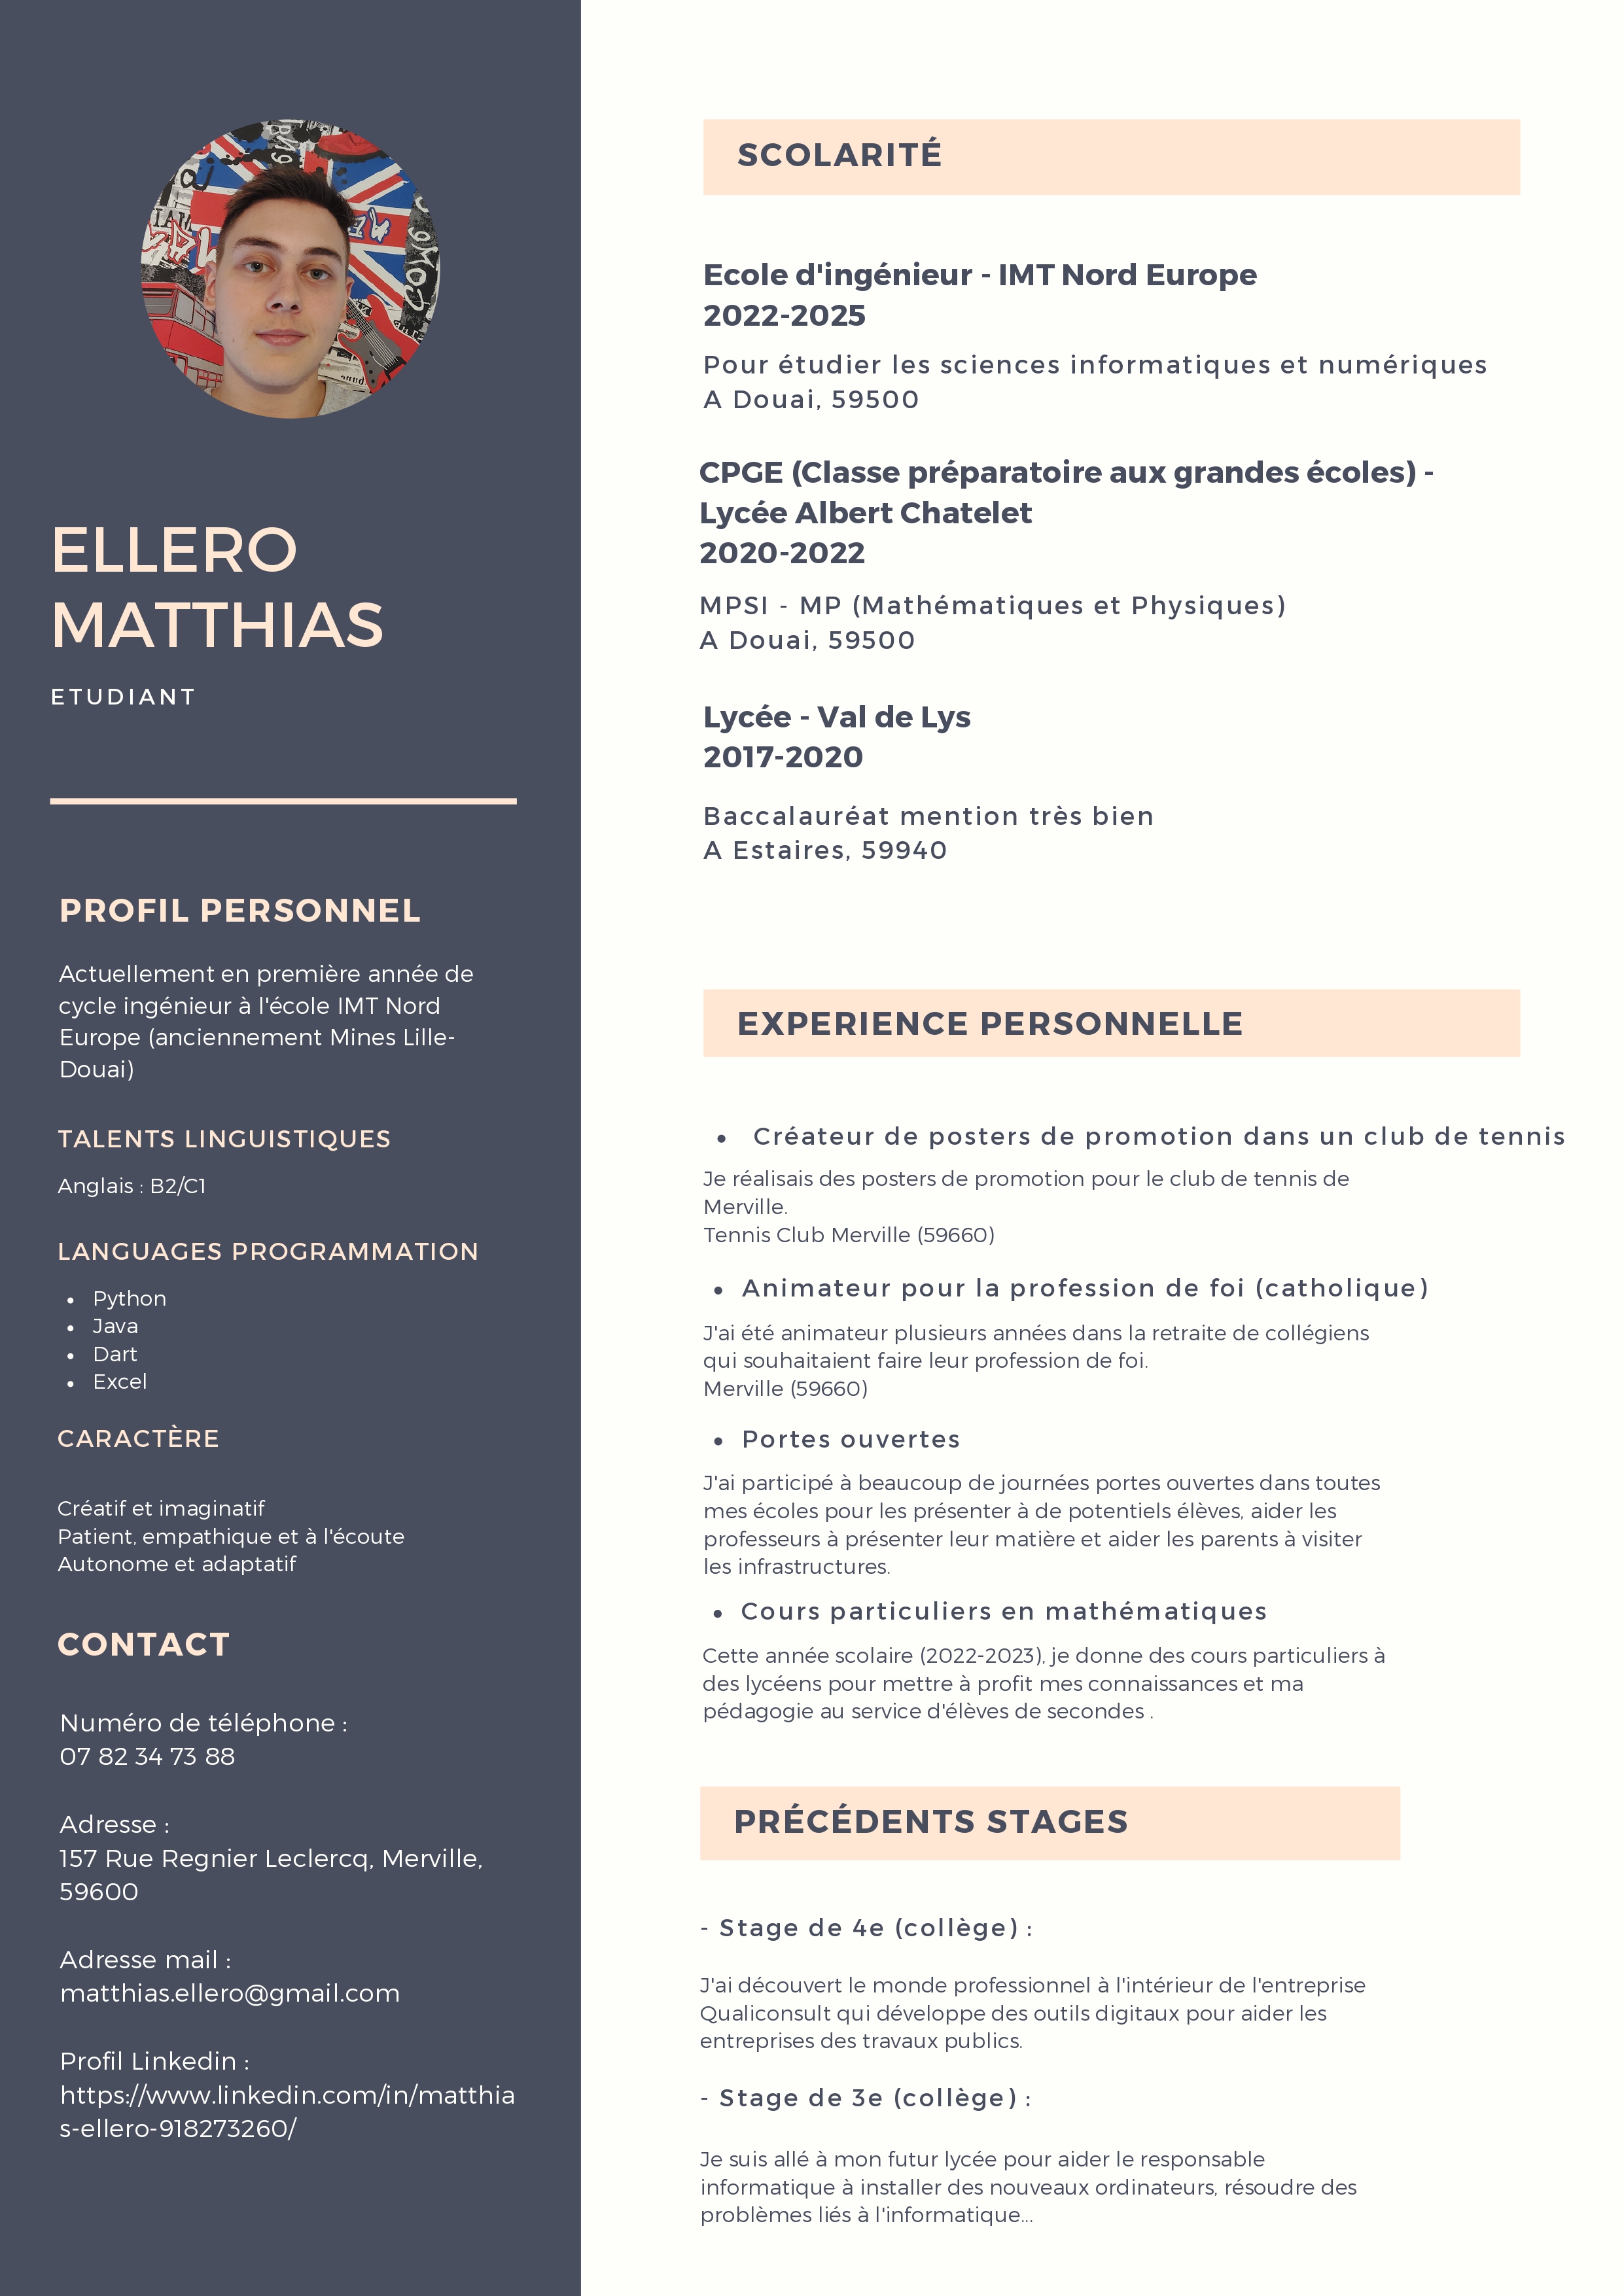 ELLERO
MATTHIAS
ETUDIANT
PROFIL PERSONNEL
Actuellement en première année de
cycle ingénieur à l'école IMT Nord
Europe (anciennement Mines Lille-
Douai)
TALENTS LINGUISTIQUES
Anglais : B2/C1
LANGUAGES PROGRAMMATION
• Python
• Java
• Dart
• Excel
CARACTÈRE
Créatif et imaginatif
Patient, empathique et à l'écoute
Autonome et adaptatif
CONTACT
Numéro de téléphone :
07 82 34 73 88
Adresse :
157 Rue Regnier Leclercq, Merville,
59600
Adresse mail :
matthias.ellero@gmail.com
Profil Linkedin :
https://www.linkedin.com/in/matthia
s-ellero-918273260/
SCOLARITÉ
Ecole d'ingénieur - IMT Nord Europe
2022-2025
Pour étudier les sciences informatiques et numériques
A Douai, 59500
CPGE (Classe préparatoire aux grandes écoles) -
Lycée Albert Chatelet
2020-2022
MPSI - MP (Mathématiques et Physiques)
A Douai, 59500
Lycée - Val de Lys
2017-2020
Baccalauréat mention très bien
A Estaires, 59940
EXPERIENCE PERSONNELLE
• Créateur de posters de promotion dans un club de tennis
Je réalisais des posters de promotion pour le club de tennis de
Merville.
Tennis Club Merville (59660)
• Animateur pour la profession de foi (catholique)
J'ai été animateur plusieurs années dans la retraite de collégiens
qui souhaitaient faire leur profession de foi.
Merville (59660)
• Portes ouvertes
J'ai participé à beaucoup de journées portes ouvertes dans toutes
mes écoles pour les présenter à de potentiels élèves, aider les
professeurs à présenter leur matière et aider les parents à visiter
les infrastructures.
• Cours particuliers en mathématiques
Cette année scolaire (2022-2023), je donne des cours particuliers à
des lycéens pour mettre à profit mes connaissances et ma
pédagogie au service d'élèves de secondes .
PRÉCÉDENTS STAGES
- Stage de 4e (collège) :
J'ai découvert le monde professionnel à l'intérieur de l'entreprise
Qualiconsult qui développe des outils digitaux pour aider les
entreprises des travaux publics.
- Stage de 3e (collège) :
Je suis allé à mon futur lycée pour aider le responsable
informatique à installer des nouveaux ordinateurs, résoudre des
problèmes liés à l'informatique...